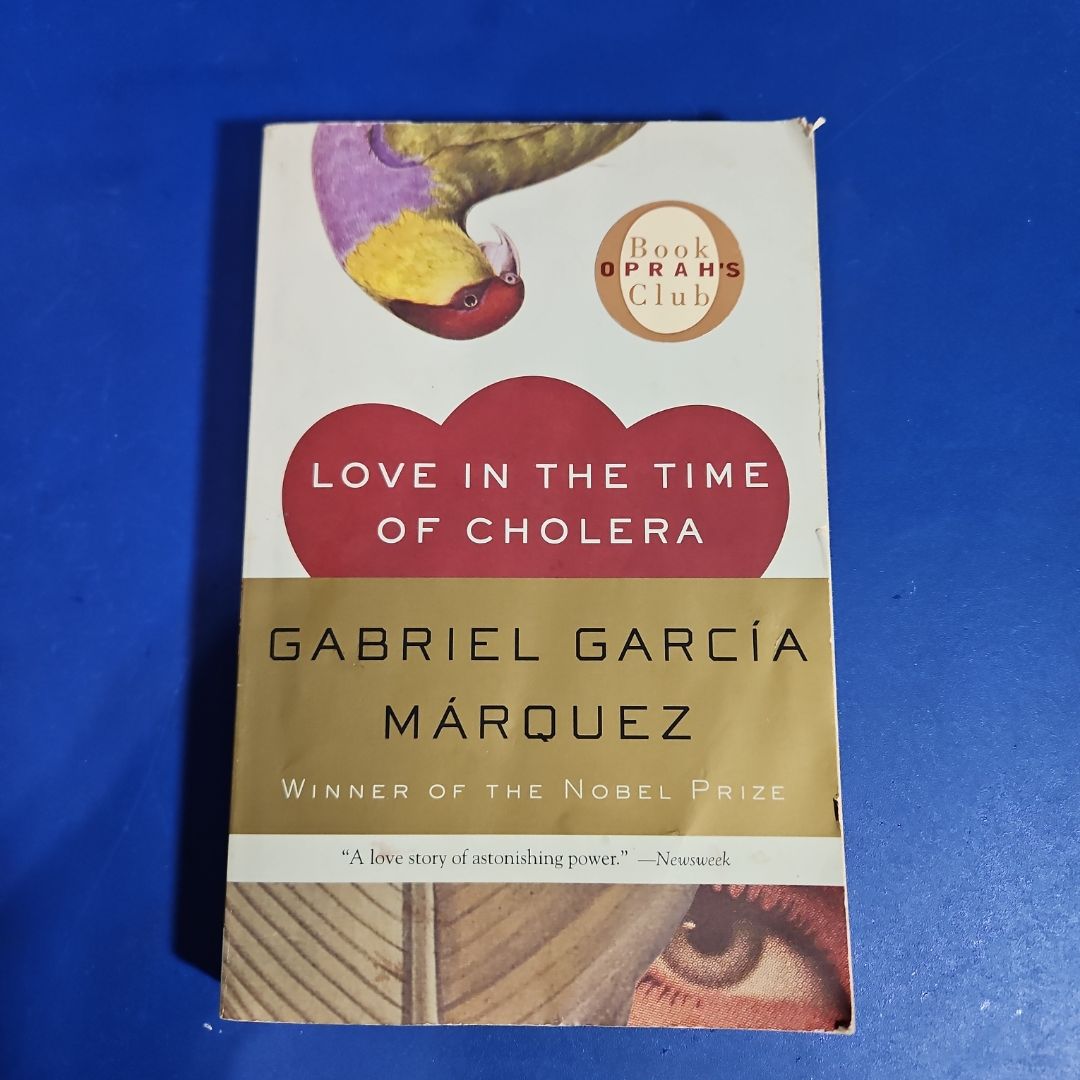 Book
OPRAH'S
Club
LOVE IN THE TIME
OF CHOLERA
GABRIEL GARCÍA
MÁRQUEZ
WINNER OF THE NOBEL PRIZE
“A love story of astonishing power.” —Newsweek